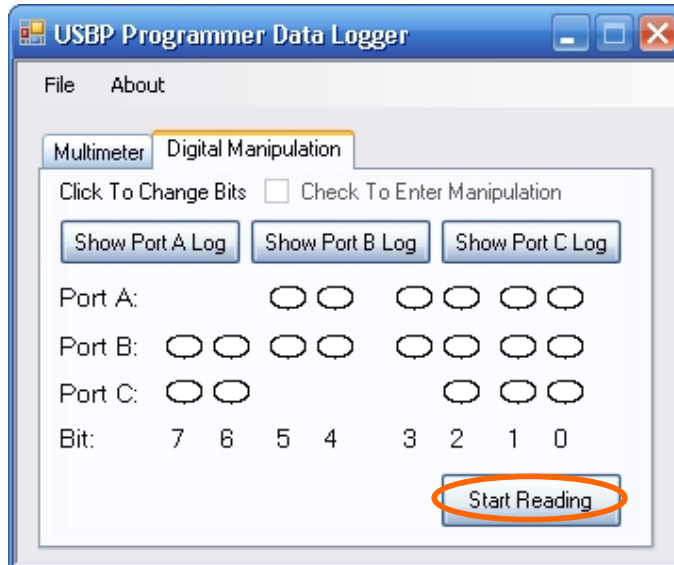 USBP Programmer Data Logger
File About
Multimeter Digital Manipulation
Click To Change Bits Check To Enter Manipulation
Show Port A Log Show Port B Log Show Port C Log
Port A:
Port B:
Port C:
Bit: 7 6 5 4 3 2 1 0
Start Reading